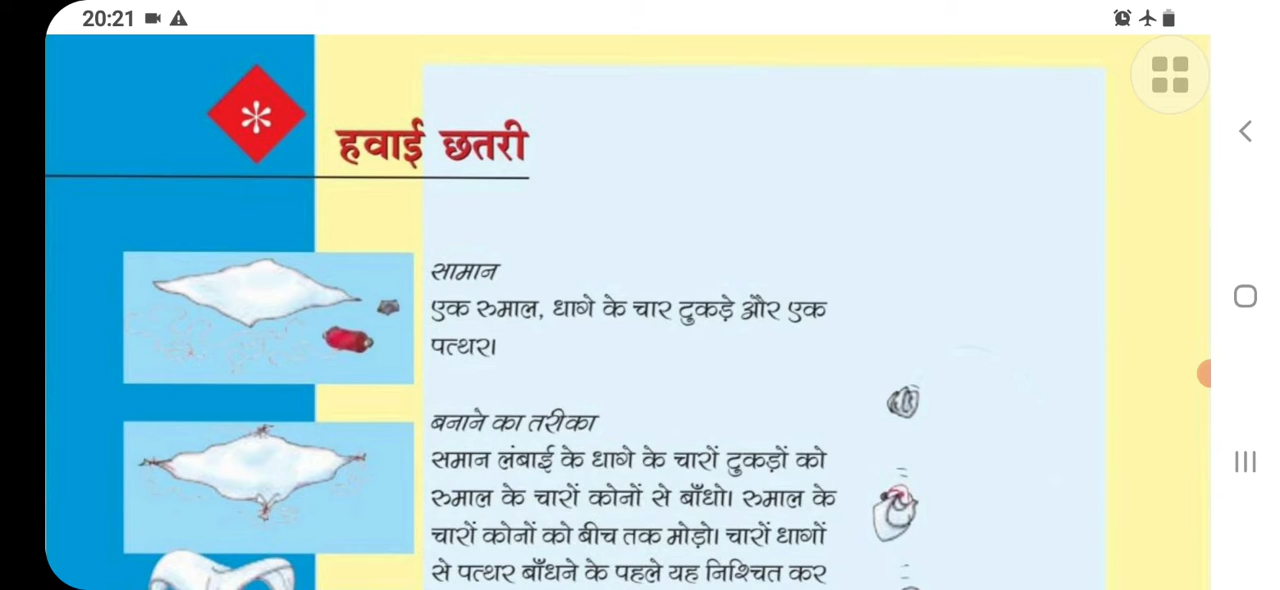 20:21
हवाई छतरी
सामान
एक रुमाल, धागे के चार टुकड़े और एक
पत्थर।
बनाने का तरीका
समान लंबाई के धागे के चारों टुकड़ों को
रुमाल के चारों कोनों से बाँधो। रुमाल के
चारों कोनों को बीच तक मोड़ो। चारों धागों
से पत्थर बाँधने के पहले यह निश्चित कर